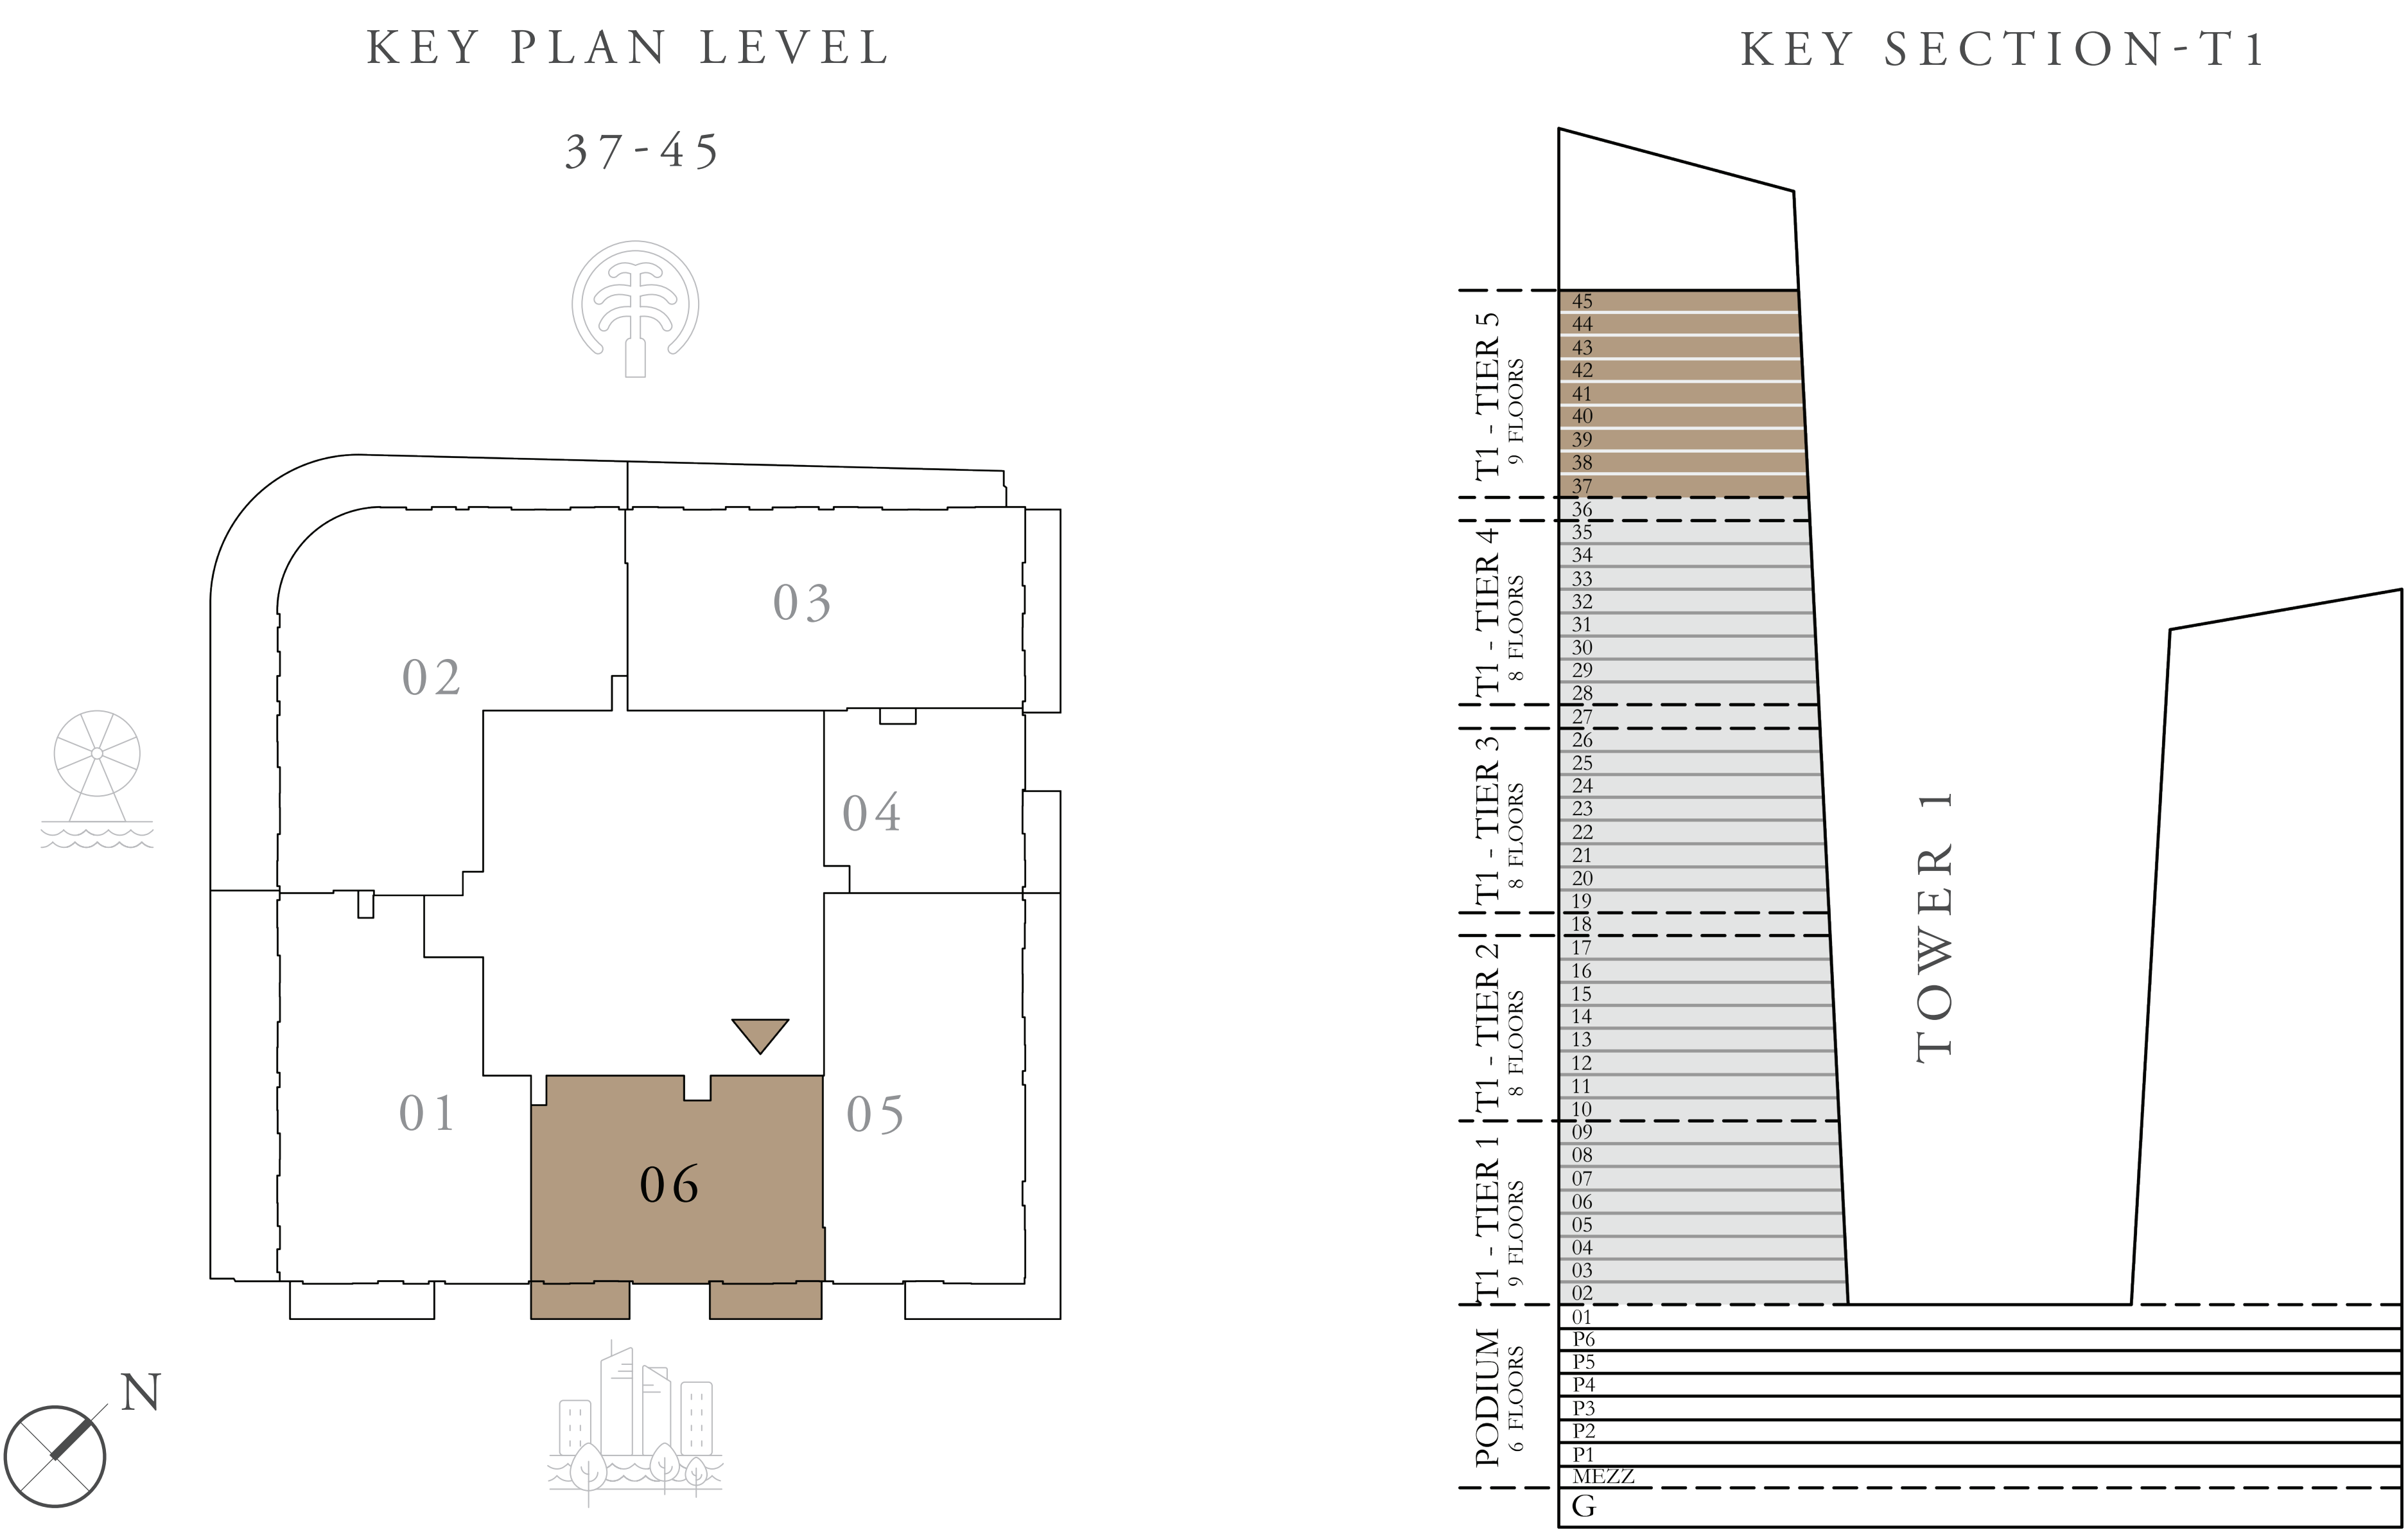 KEY PLAN LEVEL
37-45
03
02
04
01
05
06
N
KEY SECTION-T1
T1 - TIER 5
9 FLOORS
45
44
43
42
41
40
39
38
37
36
T1 - TIER 4
8 FLOORS
35
34
33
32
31
30
29
28
27
T1 - TIER 3
8 FLOORS
26
25
24
23
22
21
20
19
18
T1 - TIER 2
8 FLOORS
17
16
15
14
13
12
11
10
T1 - TIER 1
9 FLOORS
09
08
07
06
05
04
03
02
TOWER 1
PODIUM
6 FLOORS
01
P6
P5
P4
P3
P2
P1
MEZZ
G